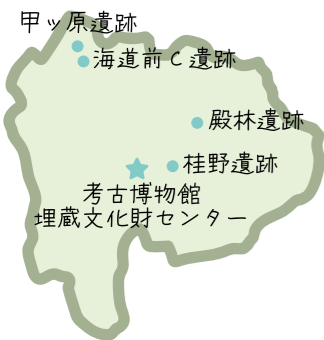 甲ッ原遺跡
海道前C遺跡
殿林遺跡
桂野遺跡
考古博物館
埋蔵文化財センター